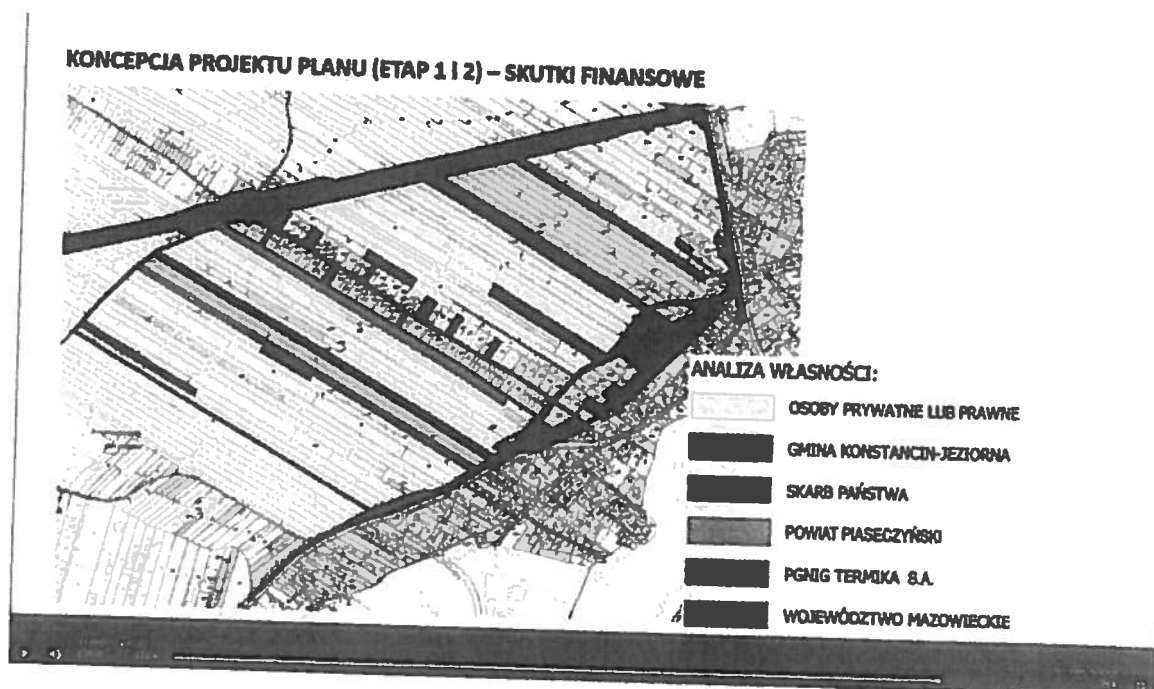 KONCEPCJA PROJEKTU PLANU (ETAP 1 i 2) – SKUTKI FINANSOWE
ANALIZA WŁASNOŚCI:
OSOBY PRYWATNE LUB PRAWNE
GMINA KONSTANCIN-JEZIORNA
SKARB PAŃSTWA
POWIAT PIASECZYŃSKI
PGNIG TERMIKA S.A.
WOJEWÓDZTWO MAZOWIECKIE